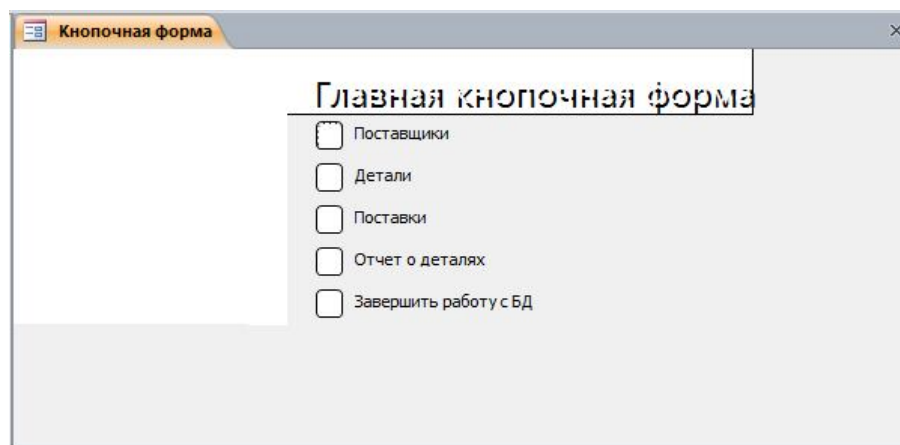 Кнопочная форма
Главная кнопочная форма
Поставщики
Детали
Поставки
Отчет о деталях
Завершить работу с БД